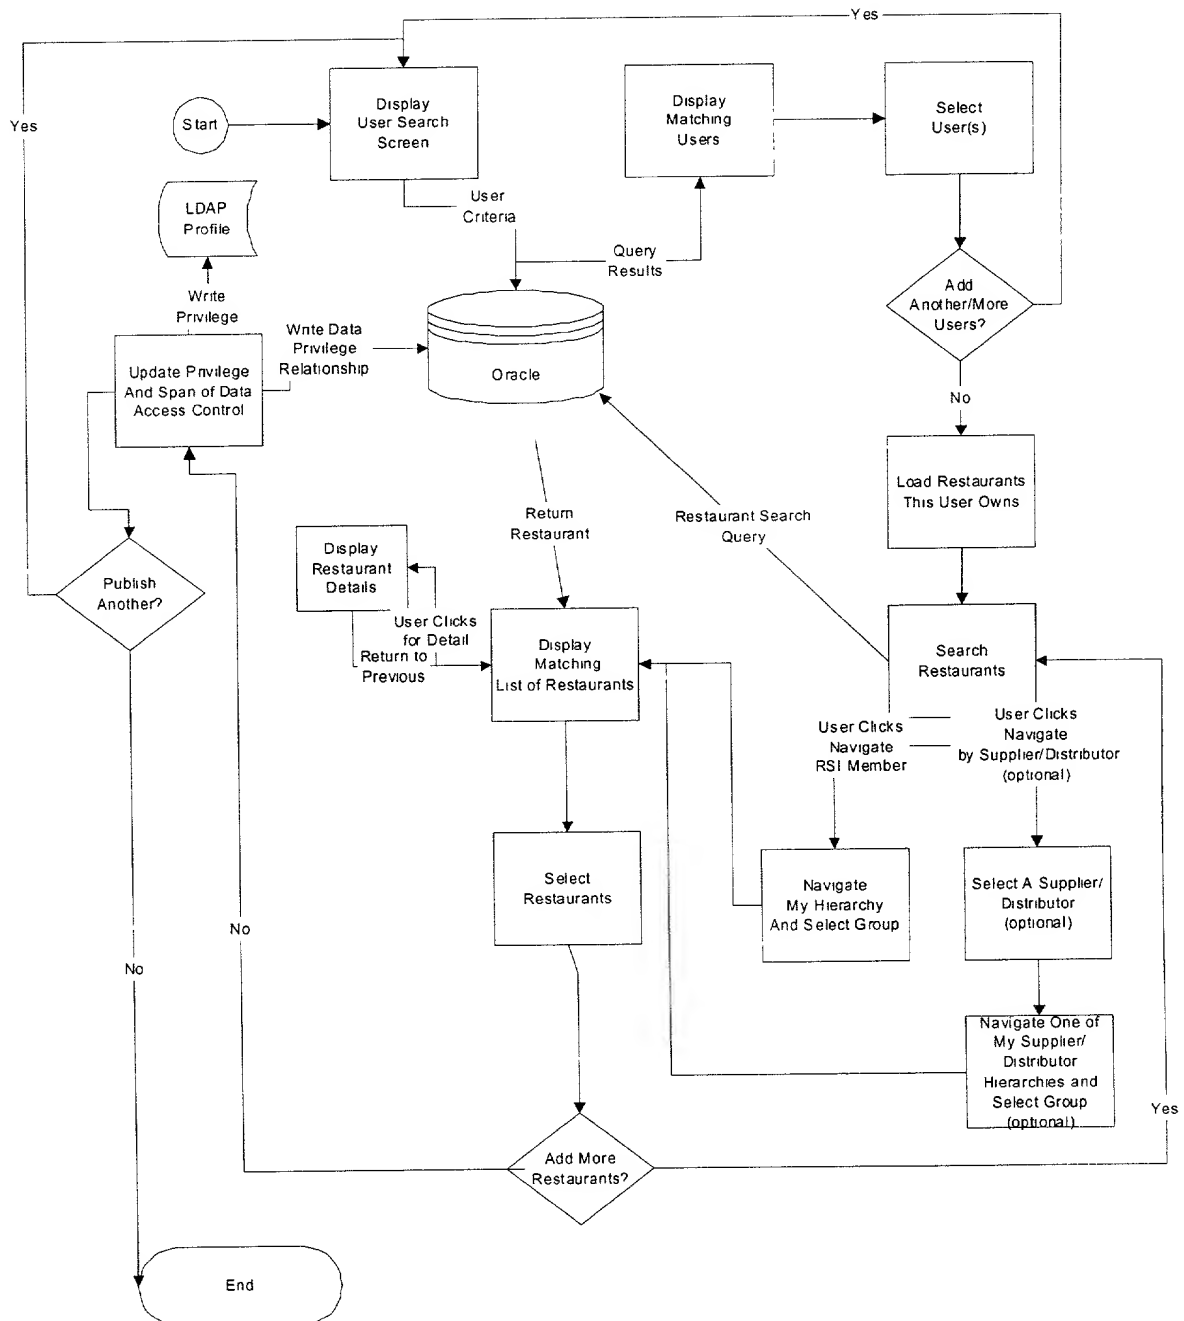 Yes
Yes
Start
Display
User Search
Screen
Display
Matching
Users
Select
User(s)
LDAP
Profile
User
Criteria
Query
Results
Add
Another/More
Users?
Write
Privilege
Write Data
Privilege
Relationship
Oracle
Update Privilege
And Span of Data
Access Control
No
Load Restaurants
This User Owns
Return
Restaurant
Restaurant Search
Query
Display
Restaurant
Details
Publish
Another?
User Clicks
for Detail
Return to
Previous
Display
Matching
List of Restaurants
Search
Restaurants
User Clicks
Navigate
RSI Member
User Clicks
Navigate
by Supplier/Distributor
(optional)
Select
Restaurants
Navigate
My Hierarchy
And Select Group
Select A Supplier/
Distributor
(optional)
No
No
Navigate One of
My Supplier/
Distributor
Hierarchies and
Select Group
(optional)
Yes
Add More
Restaurants?
End